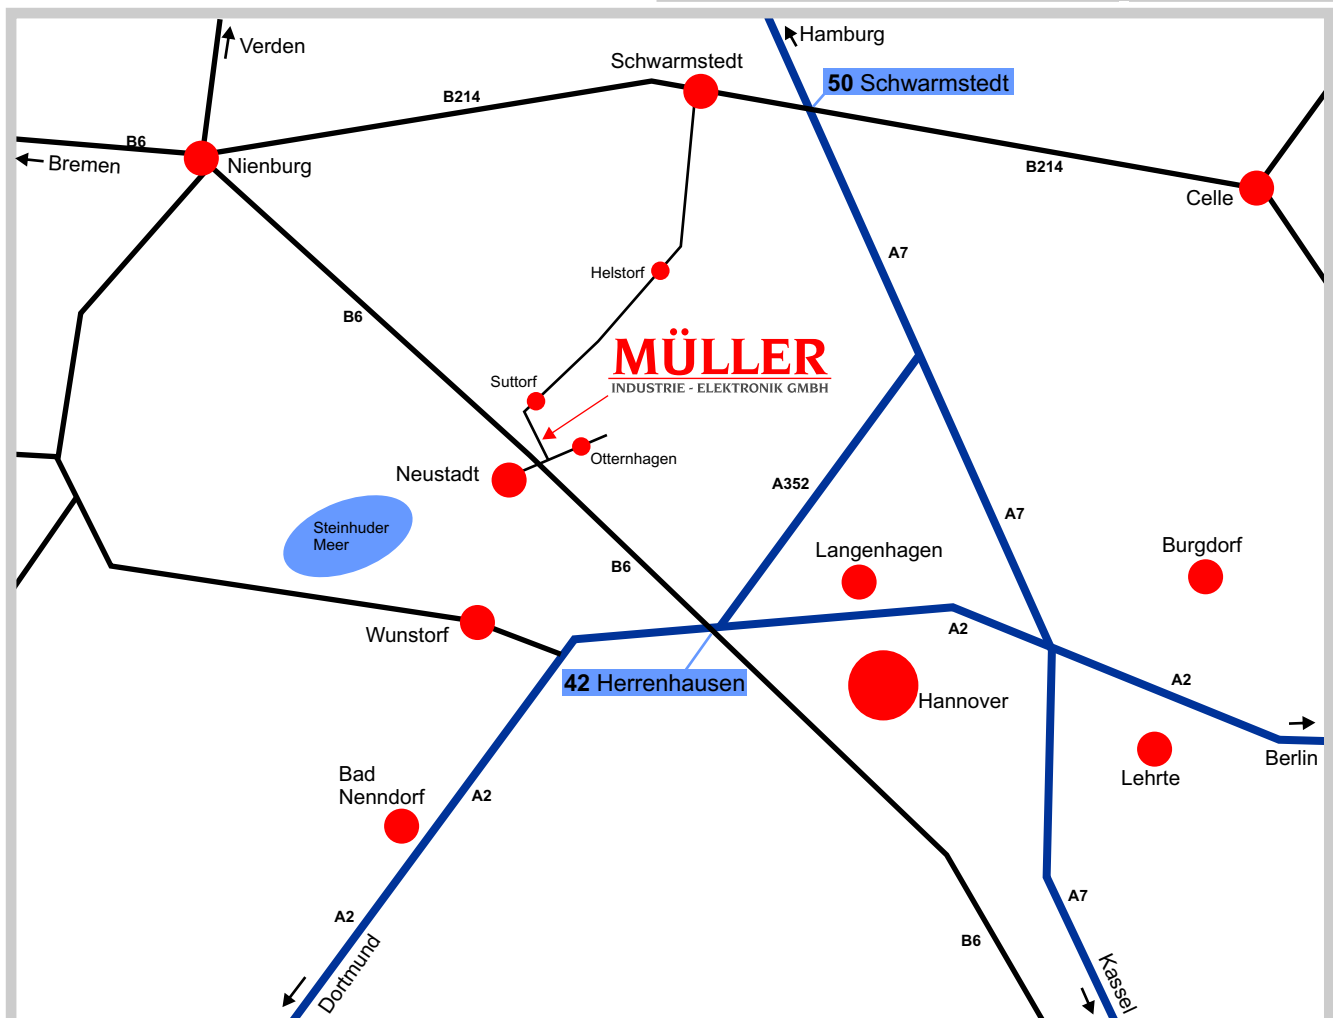 Hamburg
Verden
Schwarmstedt
50 Schwarmstedt
B214
B6
Bremen
Nienburg
B214
Celle
A7
Helstorf
B6
MÜLLER
INDUSTRIE - ELEKTRONIK GMBH
Suttorf
Otternhagen
Neustadt
A352
A7
Steinhuder
Meer
Langenhagen
Burgdorf
B6
Wunstorf
A2
42 Herrenhausen
A2
Hannover
Berlin
Lehrte
Bad
Nenndorf
A2
A7
A2
B6
Dortmund
Kassel